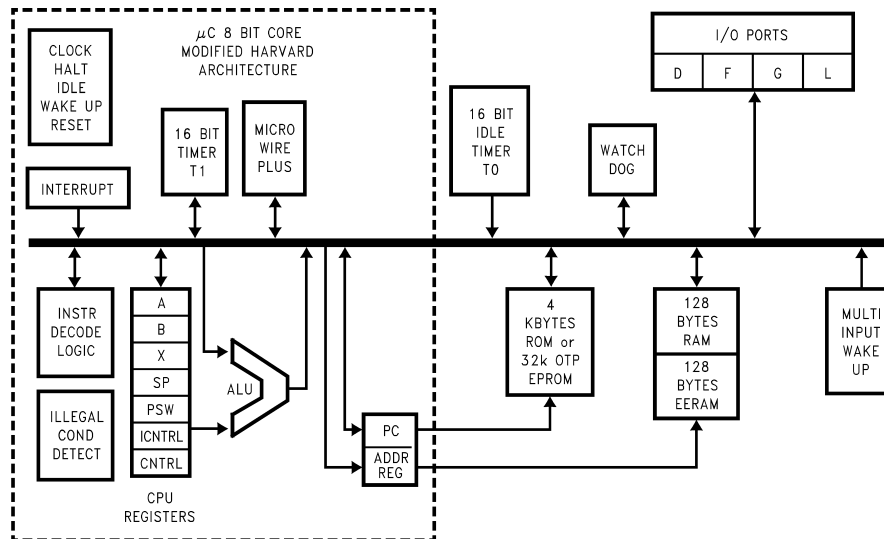 μC 8 BIT CORE
MODIFIED HARVARD
ARCHITECTURE
CLOCK
HALT
IDLE
WAKE UP
RESET
I/O PORTS
D F G L
16 BIT
TIMER
T1
MICRO
WIRE
PLUS
16 BIT
IDLE
TIMER
T0
WATCH
DOG
INTERRUPT
INSTR
DECODE
LOGIC
A
B
X
SP
PSW
ICNTRL
CNTRL
CPU
REGISTERS
ALU
4
KBYTES
ROM or
32k OTP
EPROM
128
BYTES
RAM
128
BYTES
EERAM
MULTI
INPUT
WAKE
UP
ILLEGAL
COND
DETECT
PC
ADDR
REG